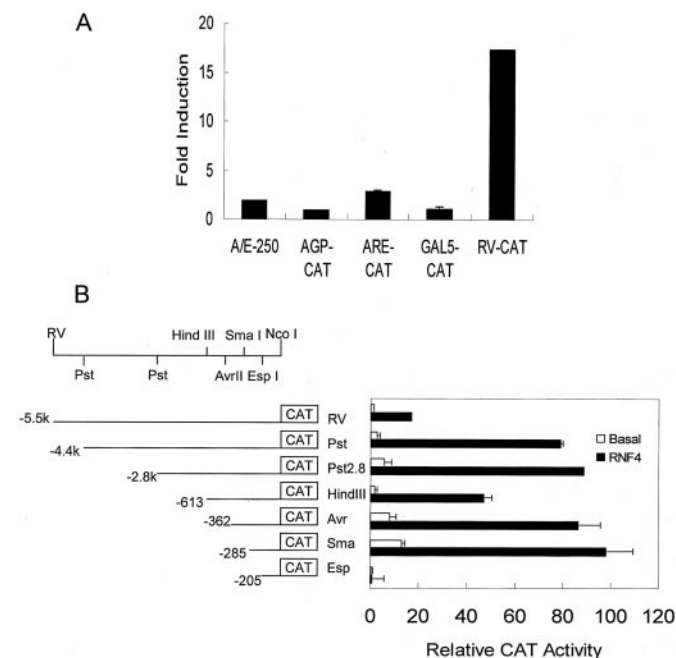 A
Fold Induction
20
15
10
5
0
A/E-250
AGP-
CAT
ARE-
CAT
GAL5-
CAT
RV-CAT
B
RV
Hind III
Sma I
Nco I
Pst
Pst
AvrII
Esp I
-5.5k
CAT
RV
-4.4k
CAT
Pst
-2.8k
CAT
Pst2.8
-613
CAT
HindIII
-362
CAT
Avr
-285
CAT
Sma
-205
CAT
Esp
Basal
RNF4
0 20 40 60 80 100 120
Relative CAT Activity